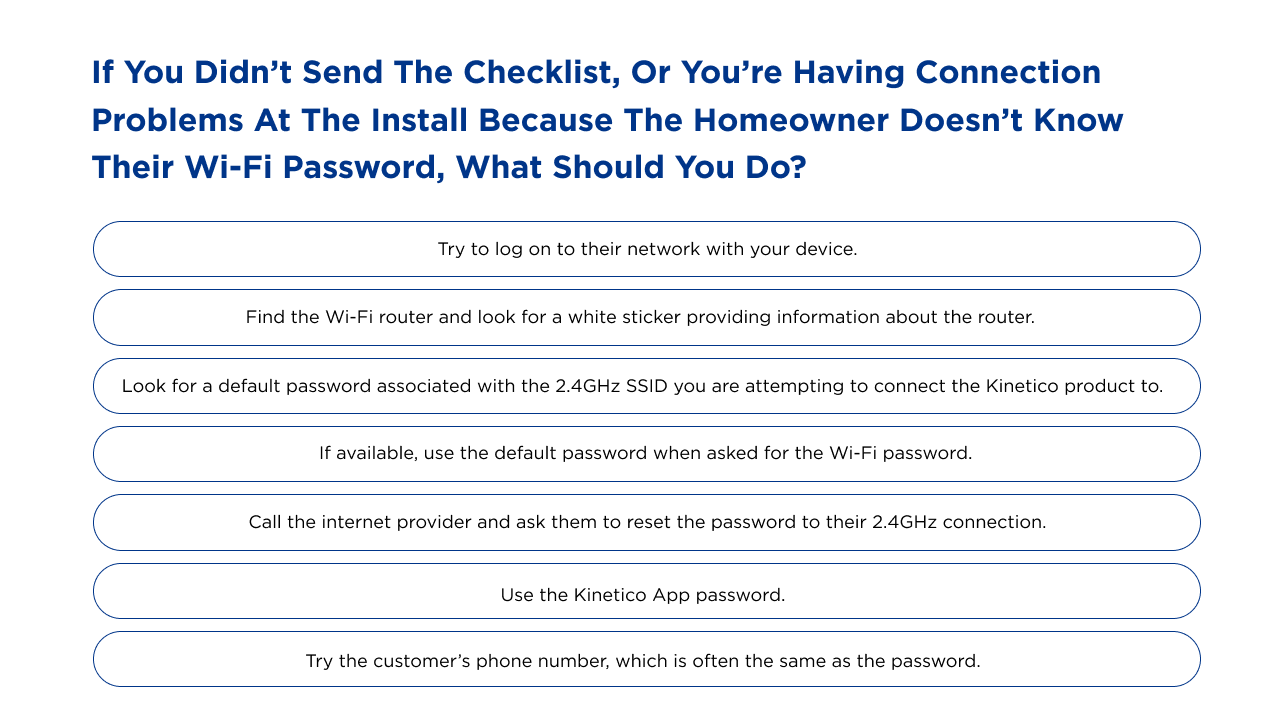 If You Didn’t Send The Checklist, Or You’re Having Connection
Problems At The Install Because The Homeowner Doesn’t Know
Their Wi-Fi Password, What Should You Do?
Try to log on to their network with your device.
Find the Wi-Fi router and look for a white sticker providing information about the router.
Look for a default password associated with the 2.4GHz SSID you are attempting to connect the Kinetico product to.
If available, use the default password when asked for the Wi-Fi password.
Call the internet provider and ask them to reset the password to their 2.4GHz connection.
Use the Kinetico App password.
Try the customer’s phone number, which is often the same as the password.